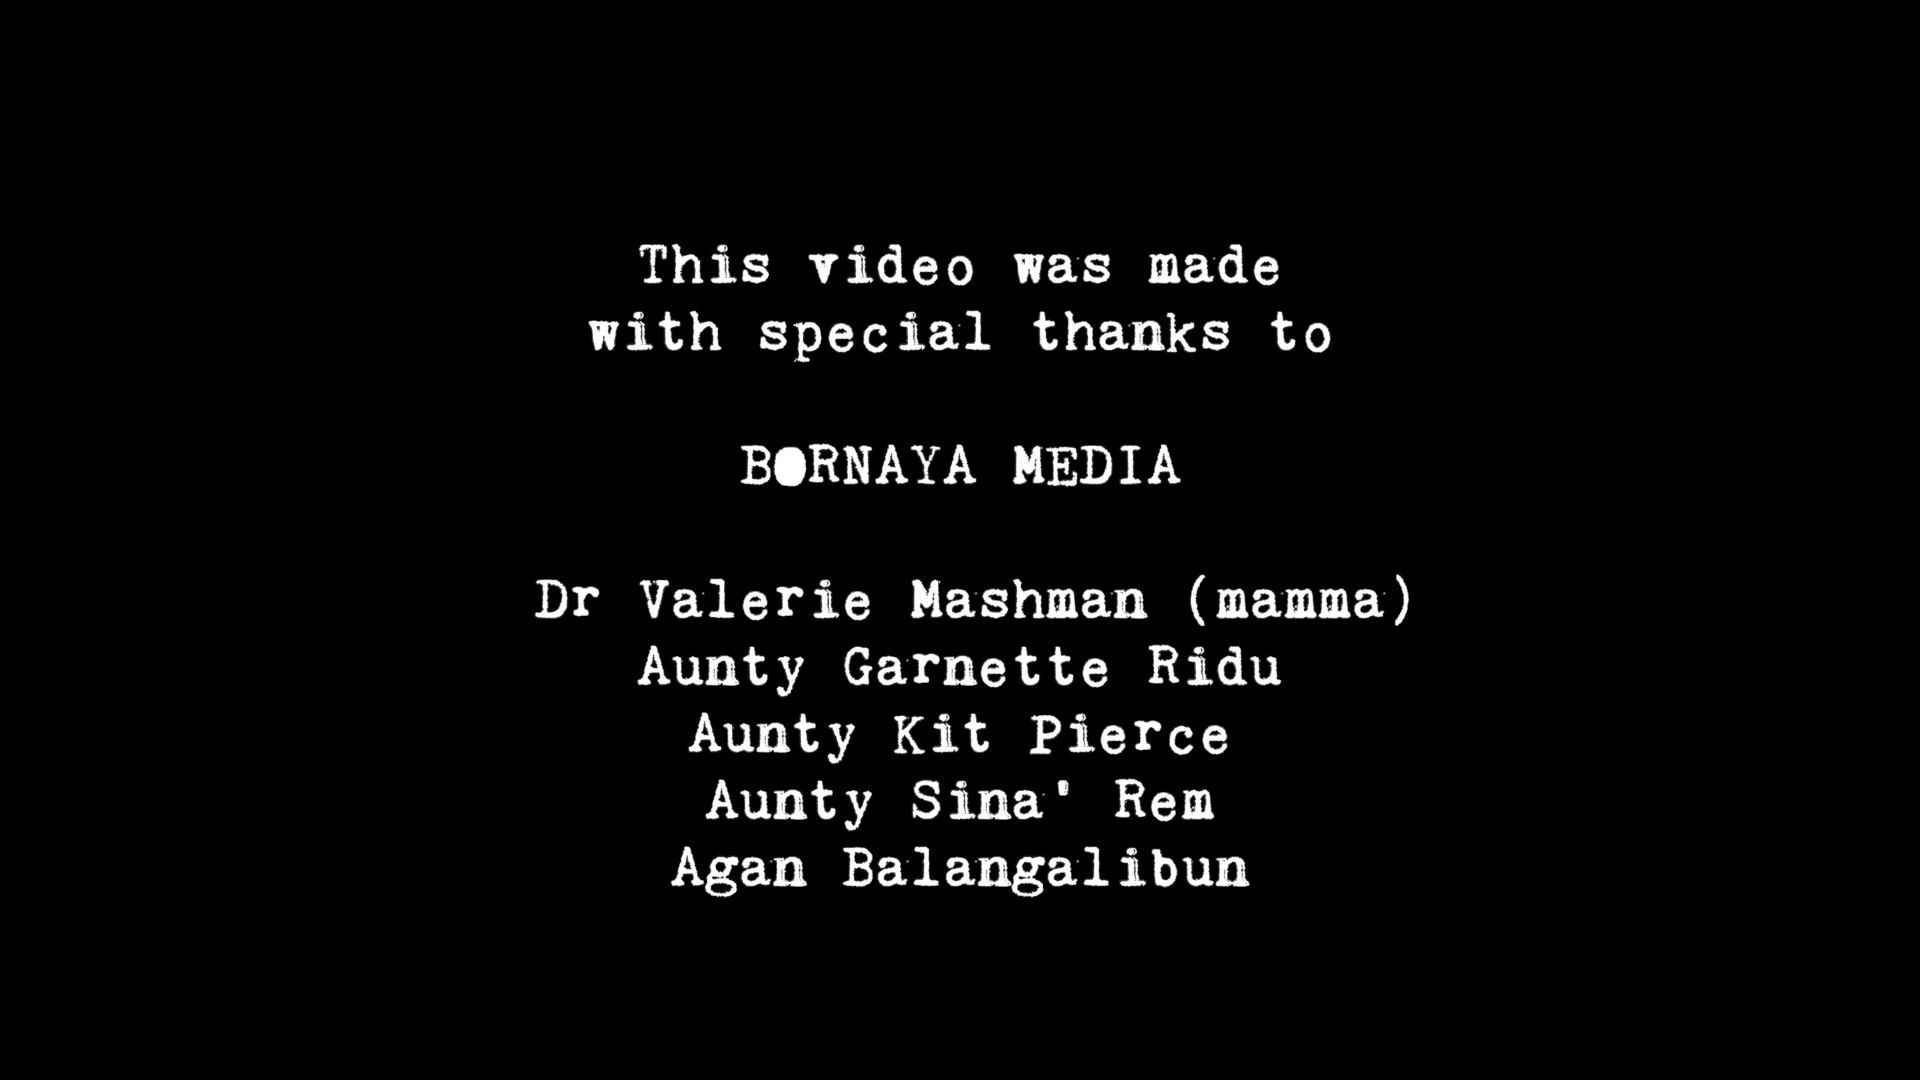 This video was made
with special thanks to
BORNAYA MEDIA
Dr Valerie Mashman (mamma)
Aunty Garnette Ridu
Aunty Kit Pierce
Aunty Sina' Rem
Agan Balangalibun